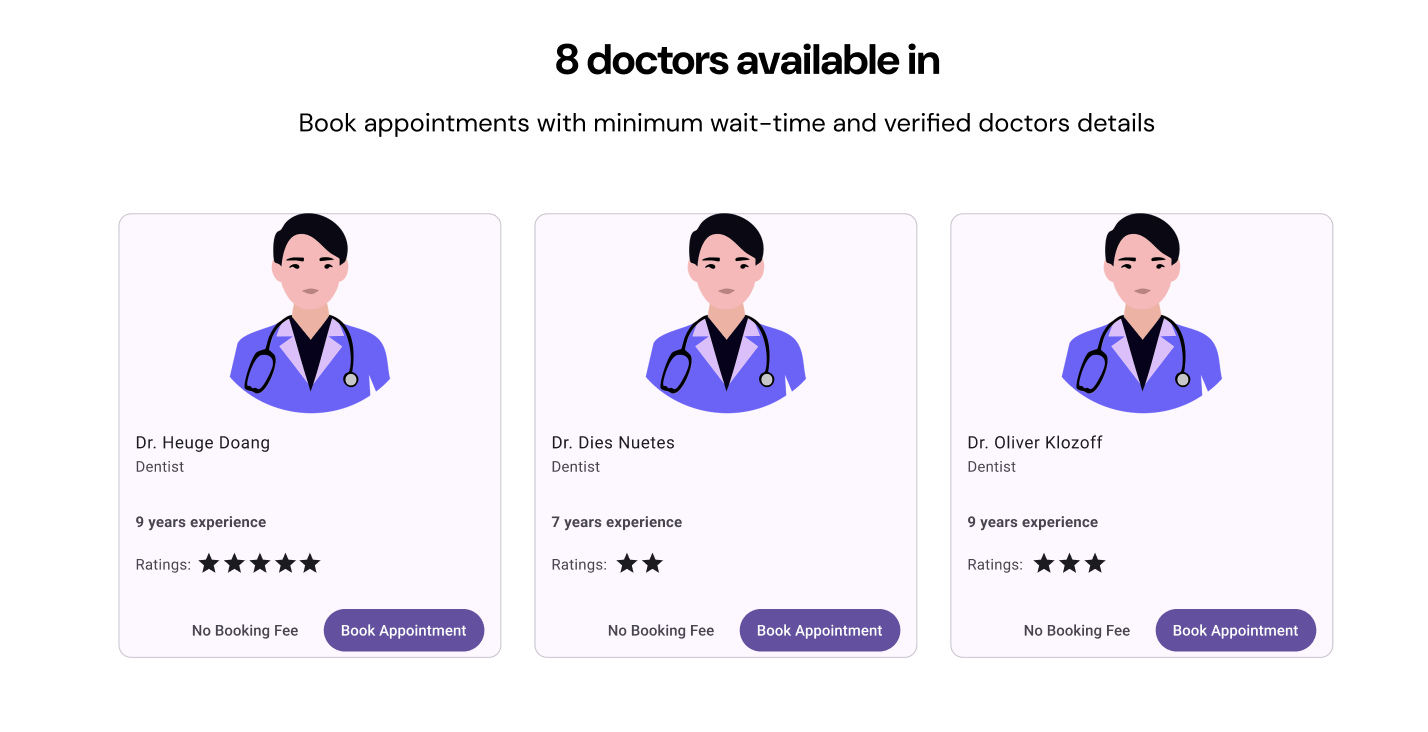 8 doctors available in
Book appointments with minimum wait-time and verified doctors details
Dr. Heuge Doang
Dentist
9 years experience
Ratings:
No Booking Fee
Book Appointment
Dr. Dies Nuetes
Dentist
7 years experience
Ratings:
No Booking Fee
Book Appointment
Dr. Oliver Klozoff
Dentist
9 years experience
Ratings:
No Booking Fee
Book Appointment